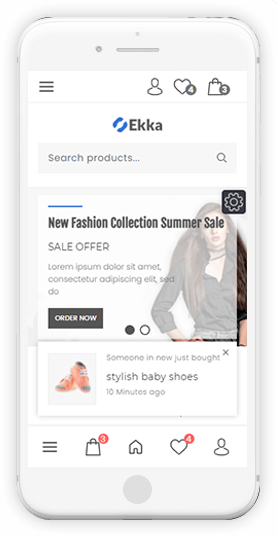 4
3
Ekka
Search products...
New Fashion Collection Summer Sale
SALE OFFER
Lorem ipsum dolor sit amet,
consectetur adipiscing elit, sed
do
ORDER NOW
Someone in new just bought
stylish baby shoes
10 Minutes ago
3
4